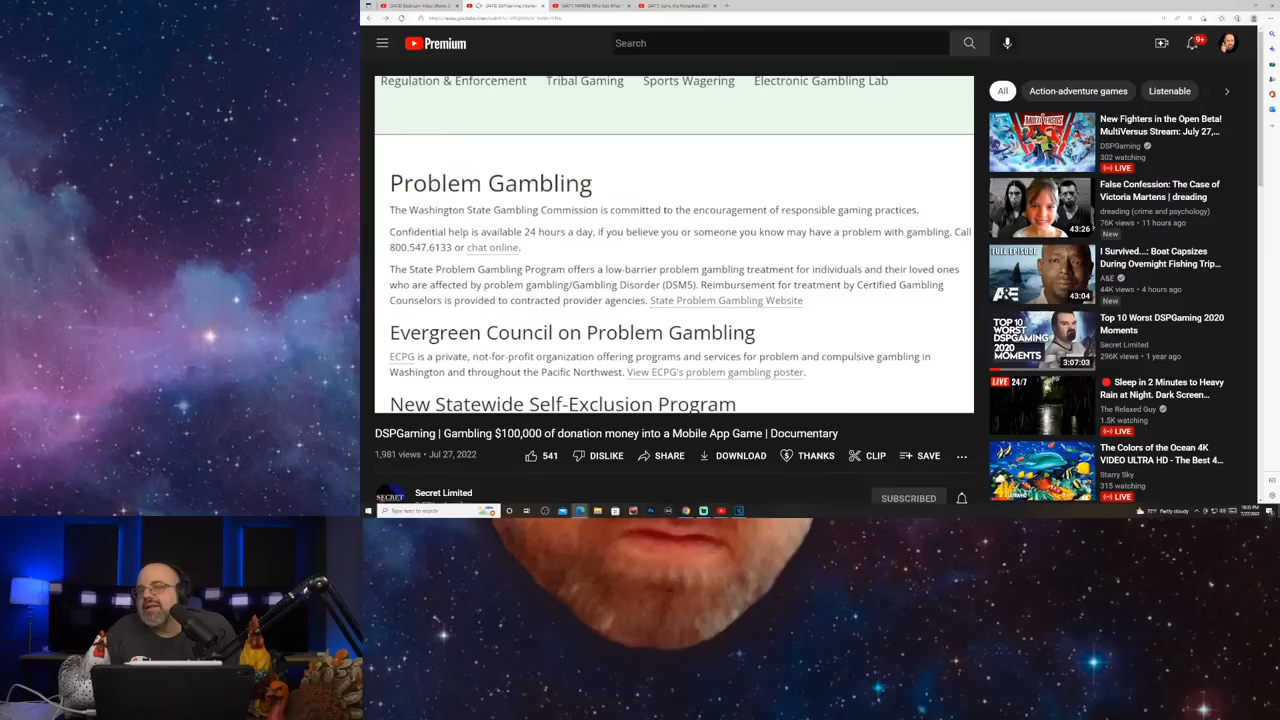 Premium
Search
9+
Regulation & Enforcement Tribal Gaming Sports Wagering Electronic Gambling Lab
Problem Gambling
The Washington State Gambling Commission is committed to the encouragement of responsible gaming practices.
Confidential help is available 24 hours a day, if you believe you or someone you know may have a problem with gambling. Call
800.547.6133 or chat online.
The State Problem Gambling Program offers a low-barrier problem gambling treatment for individuals and their loved ones
who are affected by problem gambling/Gambling Disorder (DSM5). Reimbursement for treatment by Certified Gambling
Counselors is provided to contracted provider agencies. State Problem Gambling Website
Evergreen Council on Problem Gambling
ECPG is a private, not-for-profit organization offering programs and services for problem and compulsive gambling in
Washington and throughout the Pacific Northwest. View ECPG's problem gambling poster.
New Statewide Self-Exclusion Program
DSPGaming | Gambling $100,000 of donation money into a Mobile App Game | Documentary
1,981 views • Jul 27, 2022
541 DISLIKE SHARE DOWNLOAD THANKS CLIP SAVE
SECRET
Secret Limited
SUBSCRIBED
All Action-adventure games Listenable
MULTIVERSUS
New Fighters in the Open Beta!
MultiVersus Stream: July 27,...
DSPGaming
302 watching
LIVE
43:26
False Confession: The Case of
Victoria Martens | dreading
dreading (crime and psychology)
76K views • 11 hours ago
New
FULL EPISODE
A&E
43:04
I Survived...: Boat Capsizes
During Overnight Fishing Trip...
A&E
44K views • 4 hours ago
New
TOP 10
WORST
DSPGAMING
2020
MOMENTS
3:07:03
Top 10 Worst DSPGaming 2020
Moments
Secret Limited
296K views • 1 year ago
LIVE 24/7
Sleep in 2 Minutes to Heavy
Rain at Night. Dark Screen...
The Relaxed Guy
1.5K watching
LIVE
The Colors of the Ocean 4K
VIDEO ULTRA HD - The Best 4...
Starry Sky
315 watching
LIVE
Type here to search
Partly cloudy